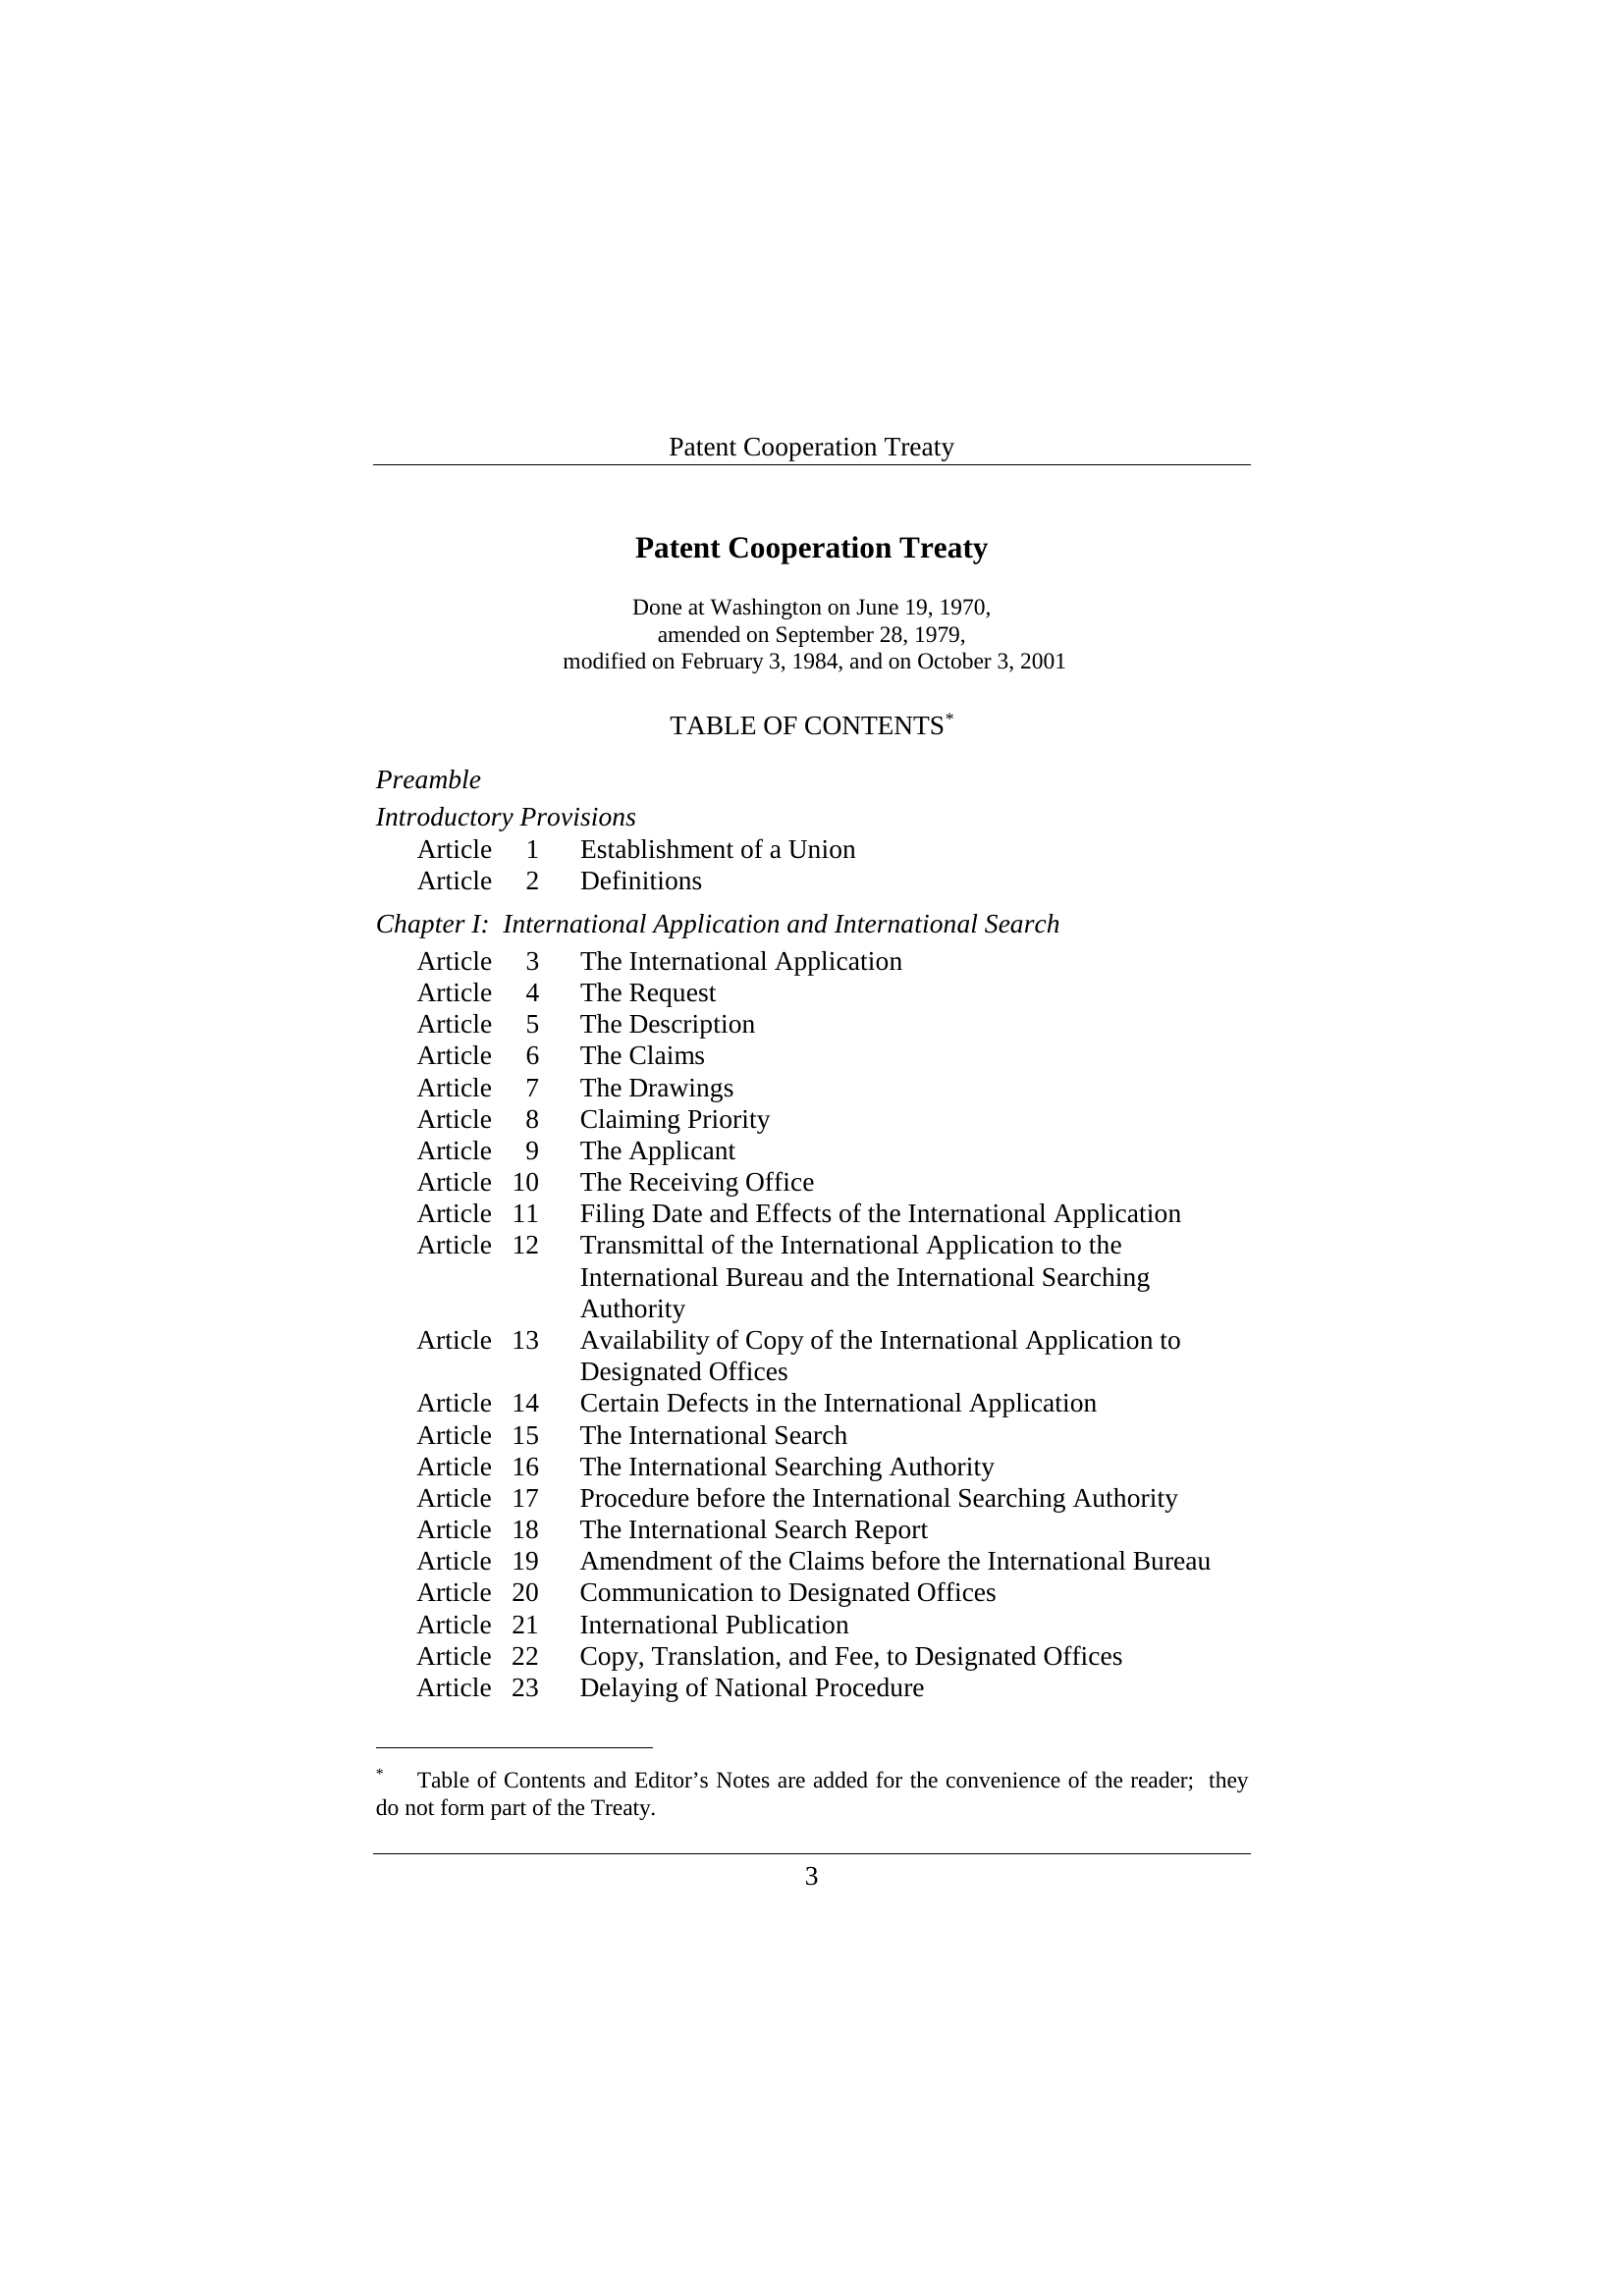 Patent Cooperation Treaty
Patent Cooperation Treaty
Done at Washington on June 19, 1970,
amended on September 28, 1979,
modified on February 3, 1984, and on October 3, 2001
TABLE OF CONTENTS*
Preamble
Introductory Provisions
Article 1 Establishment of a Union
Article 2 Definitions
Chapter I: International Application and International Search
Article 3 The International Application
Article 4 The Request
Article 5 The Description
Article 6 The Claims
Article 7 The Drawings
Article 8 Claiming Priority
Article 9 The Applicant
Article 10 The Receiving Office
Article 11 Filing Date and Effects of the International Application
Article 12 Transmittal of the International Application to the
International Bureau and the International Searching
Authority
Article 13 Availability of Copy of the International Application to
Designated Offices
Article 14 Certain Defects in the International Application
Article 15 The International Search
Article 16 The International Searching Authority
Article 17 Procedure before the International Searching Authority
Article 18 The International Search Report
Article 19 Amendment of the Claims before the International Bureau
Article 20 Communication to Designated Offices
Article 21 International Publication
Article 22 Copy, Translation, and Fee, to Designated Offices
Article 23 Delaying of National Procedure
* Table of Contents and Editor’s Notes are added for the convenience of the reader; they
do not form part of the Treaty.
3